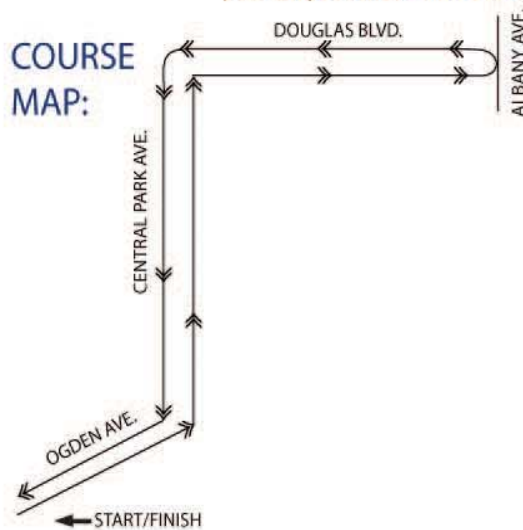 COURSE
MAP:
DOUGLAS BLVD.
ALBANY AVE.
CENTRAL PARK AVE.
OGDEN AVE.
START/FINISH